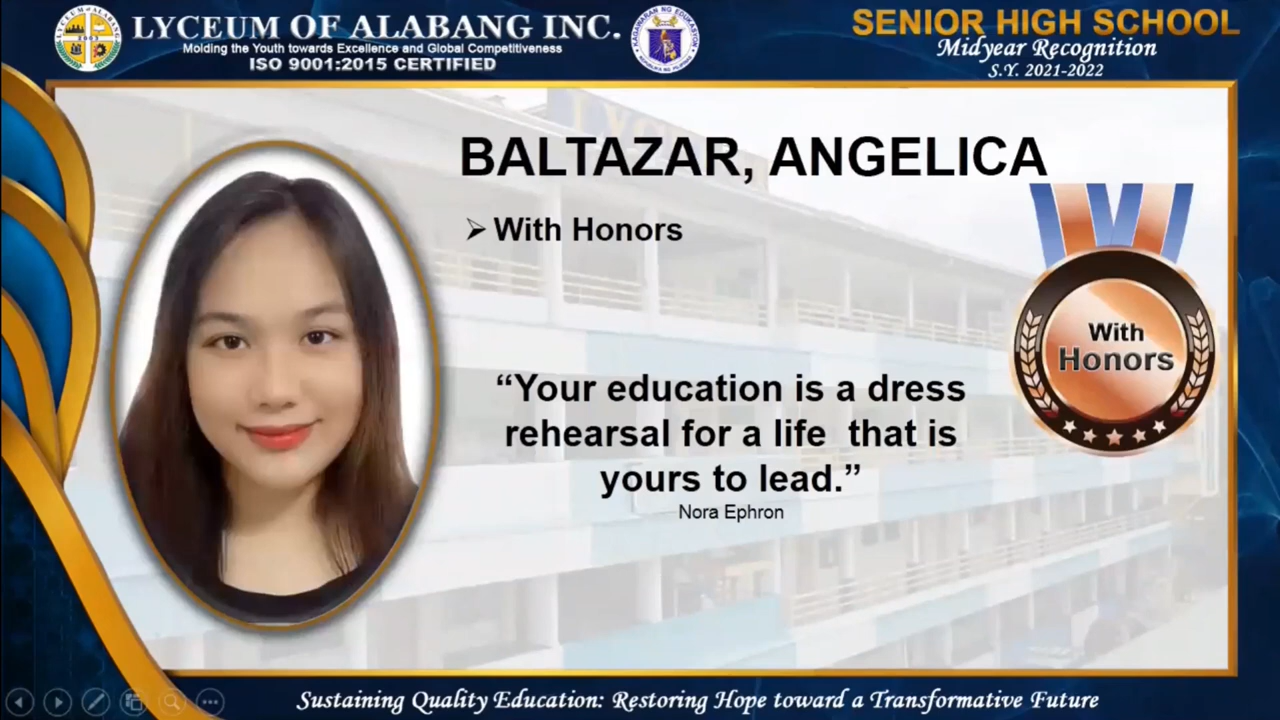 LYCEUM OF ALABANG INC.
Molding the Youth towards Excellence and Global Competitiveness
ISO 9001:2015 CERTIFIED
SENIOR HIGH SCHOOL
Midyear Recognition
S.Y. 2021-2022
BALTAZAR, ANGELICA
With Honors
With
Honors
“Your education is a dress
rehearsal for a life that is
yours to lead.”
Nora Ephron
Sustaining Quality Education: Restoring Hope toward a Transformative Future